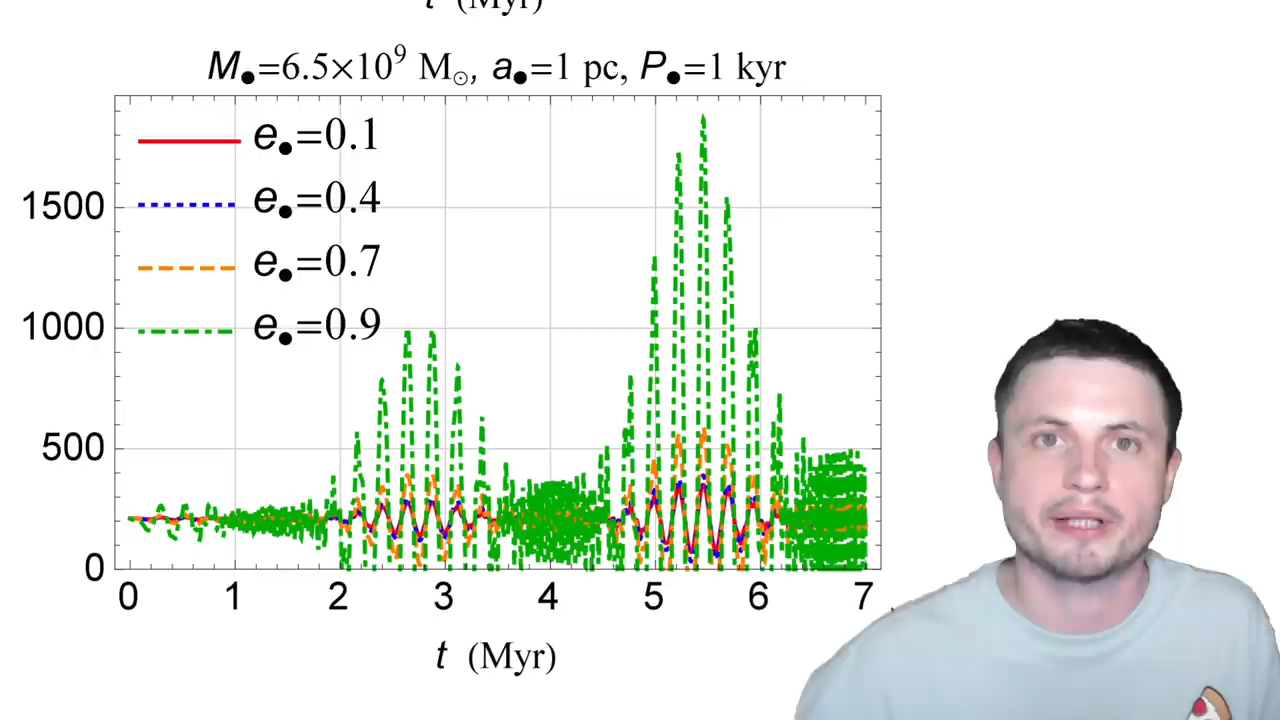 t (Myr)
M●=6.5×10⁹ M☉, a●=1 pc, P●=1 kyr
e●=0.1
e●=0.4
e●=0.7
e●=0.9
1500
1000
500
0
0 1 2 3 4 5 6 7
t (Myr)